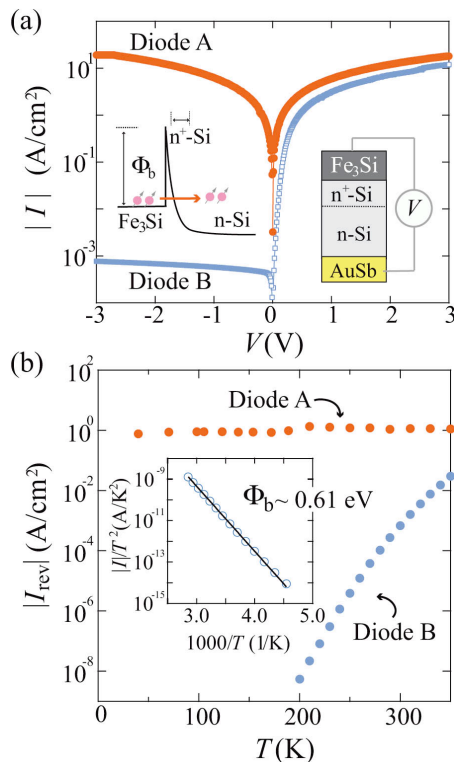 (a)
Diode A
Diode B
| I | (A/cm²)
10¹
10⁻¹
10⁻³
-3 -2 -1 0 1 2 3
V(V)
n⁺-Si
Φb
Fe₃Si
n-Si
Fe₃Si
n⁺-Si
n-Si
AuSb
V
(b)
Diode A
Diode B
|Irev| (A/cm²)
10²
10⁰
10⁻²
10⁻⁴
10⁻⁶
10⁻⁸
0 100 200 300
T(K)
|I|/T² (A/K²)
10⁻⁹
10⁻¹¹
10⁻¹³
10⁻¹⁵
3.0 4.0 5.0
1000/T (1/K)
Φb~ 0.61 eV